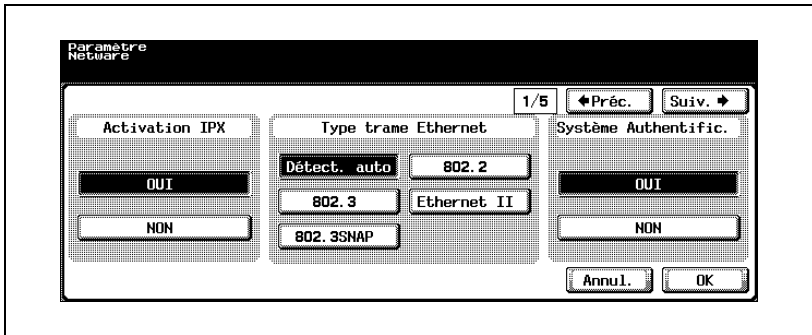 Paramètre
Netware
1/5
Préc.
Suiv.
Activation IPX
OUI
NON
Type trame Ethernet
Détect. auto
802.2
802.3
Ethernet II
802.3SNAP
Système Authentific.
OUI
NON
Annul.
OK